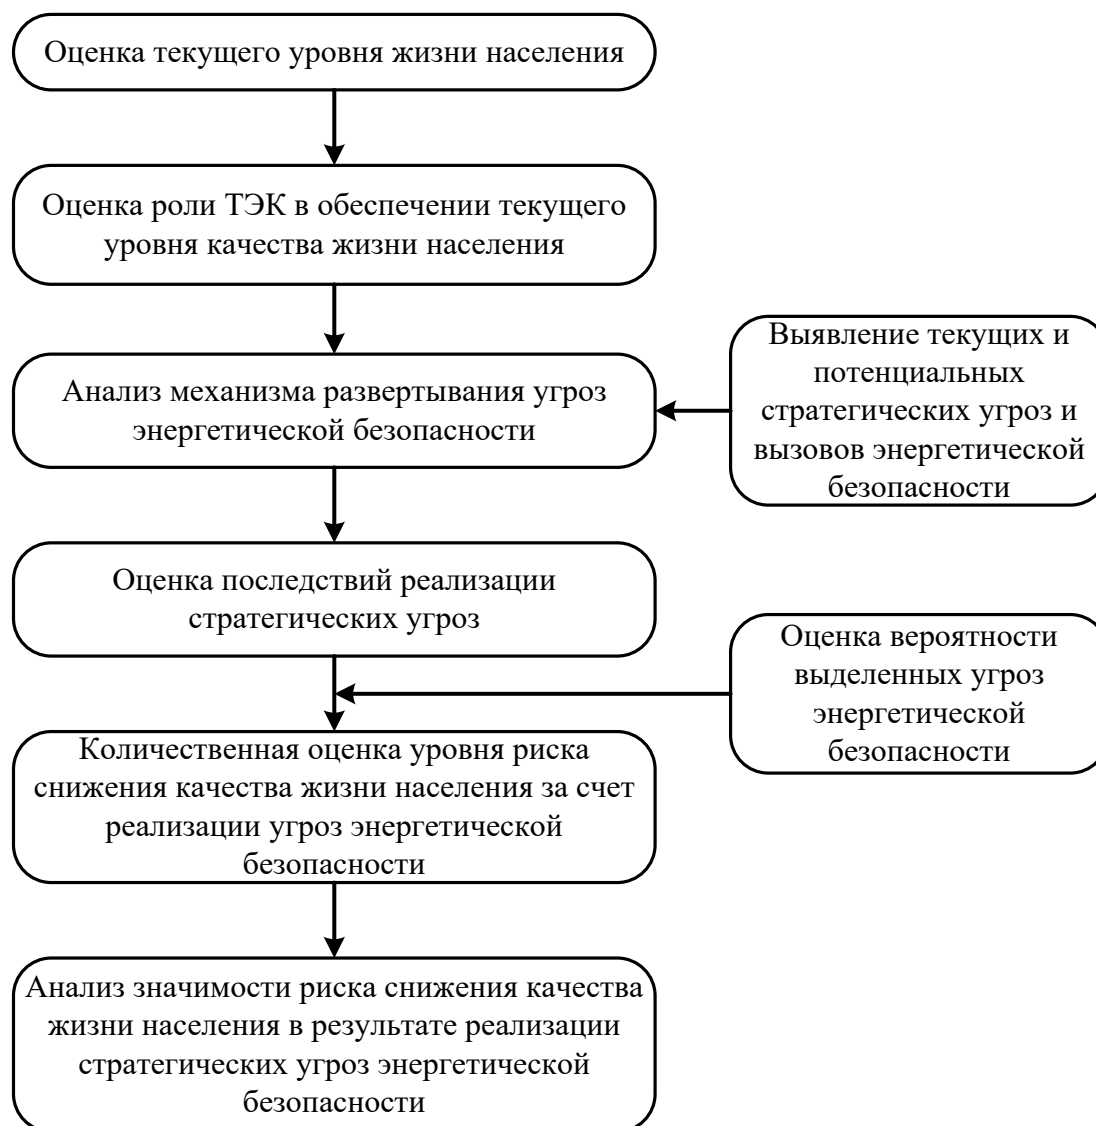 Оценка текущего уровня жизни населения
Оценка роли ТЭК в обеспечении текущего
уровня качества жизни населения
Анализ механизма развертывания угроз
энергетической безопасности
Выявление текущих и
потенциальных
стратегических угроз и
вызовов энергетической
безопасности
Оценка последствий реализации
стратегических угроз
Оценка вероятности
выделенных угроз
энергетической
безопасности
Количественная оценка уровня риска
снижения качества жизни населения за счет
реализации угроз энергетической
безопасности
Анализ значимости риска снижения качества
жизни населения в результате реализации
стратегических угроз энергетической
безопасности